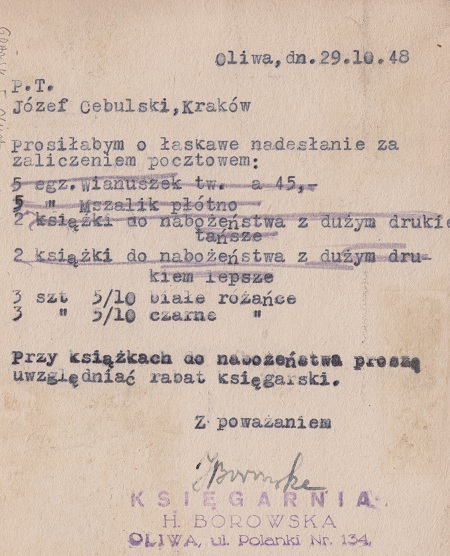 Oliwa,dn.29.10.48
P.T.
Józef Cebulski,Kraków
Prosiłabym o łaskawe nadesłanie za
zaliczeniem pocztowem:
5 egz.Wianuszek tw. a 45,-
5 " Mszalik płótno
2 książki do nabożeństwa z dużym drukie
tańsze
2 książki do nabożeństwa z dużym dru-
kiem lepsze
3 szt 5/10 białe różańce
3 " 5/10 czarne "
Przy książkach do nabożeństwa proszę
uwzględniać rabat księgarski.
Z poważaniem
HBorowska
KSIĘGARNIA
H. BOROWSKA
OLIWA, ul. Polanki Nr. 134.